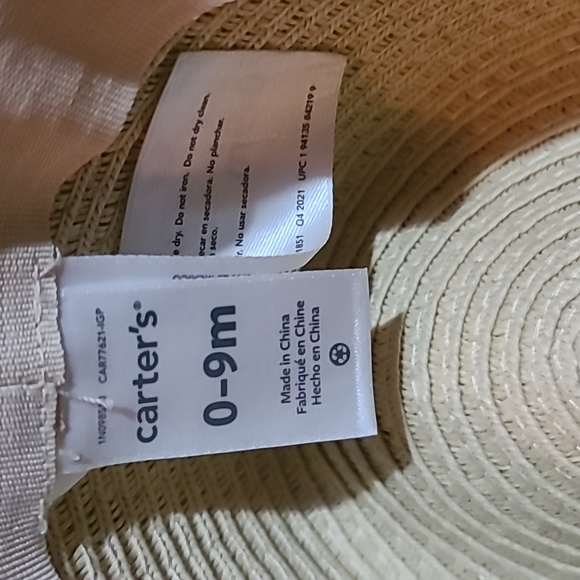 CAR77621-IGP
carter's
0-9m
Made in China
Fabriqué en Chine
Hecho en China
e dry. Do not iron. Do not dry clean.
ecar en secadora. No planchar.
seco.
r. No usar secadora.
1851 Q4 2021 UPC 1 94135 84219 9